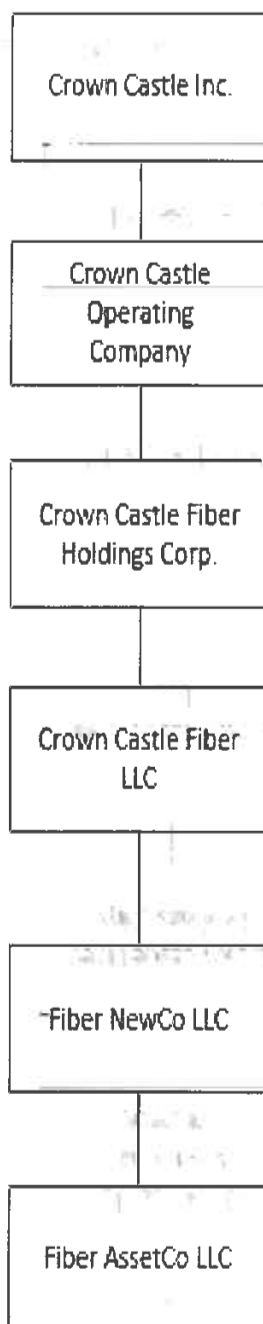 Crown Castle Inc.
Crown Castle
Operating
Company
Crown Castle Fiber
Holdings Corp.
Crown Castle Fiber
LLC
Fiber NewCo LLC
Fiber AssetCo LLC